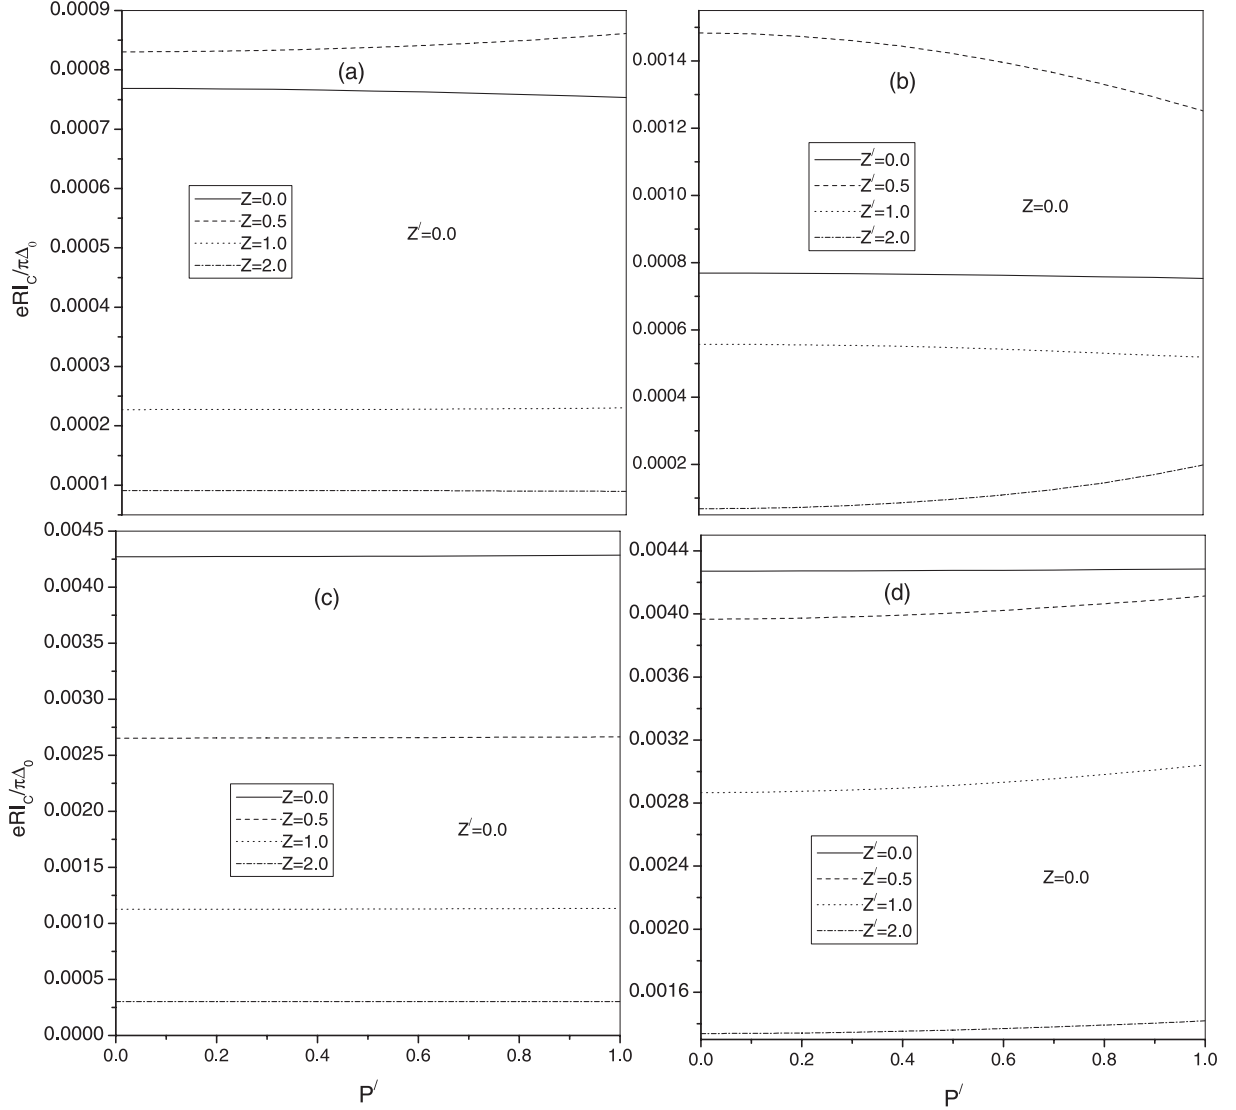 0.0009
0.0008
0.0007
0.0006
0.0005
0.0004
0.0003
0.0002
0.0001
eRI_C/πΔ_0
(a)
Z=0.0
Z=0.5
Z=1.0
Z=2.0
Z/=0.0
0.0014
0.0012
0.0010
0.0008
0.0006
0.0004
0.0002
(b)
Z/=0.0
Z/=0.5
Z/=1.0
Z/=2.0
Z=0.0
0.0045
0.0040
0.0035
0.0030
0.0025
0.0020
0.0015
0.0010
0.0005
0.0000
eRI_C/πΔ_0
(c)
Z=0.0
Z=0.5
Z=1.0
Z=2.0
Z/=0.0
0.0 0.2 0.4 0.6 0.8 1.0
P/
0.0044
0.0040
0.0036
0.0032
0.0028
0.0024
0.0020
0.0016
(d)
Z/=0.0
Z/=0.5
Z/=1.0
Z/=2.0
Z=0.0
0.0 0.2 0.4 0.6 0.8 1.0
P/